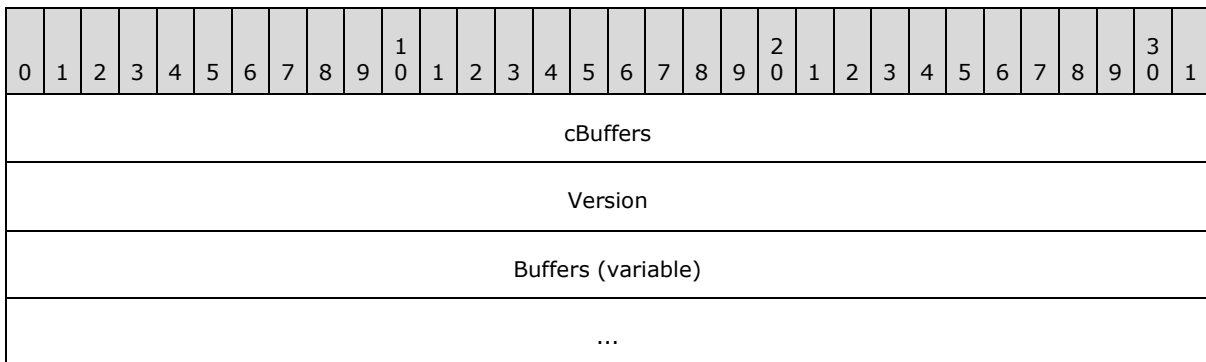 0 1 2 3 4 5 6 7 8 9 1 0 1 2 3 4 5 6 7 8 9 2 0 1 2 3 4 5 6 7 8 9 3 0 1
cBuffers
Version
Buffers (variable)
...